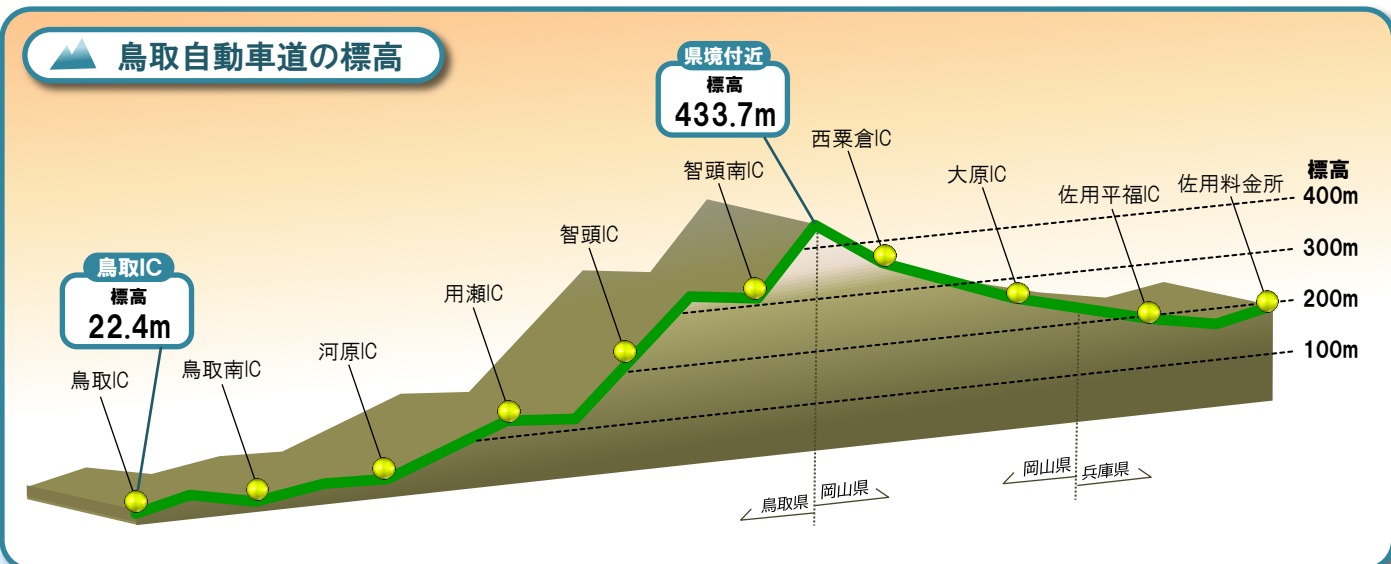 鳥取自動車道の標高
県境付近
標高
433.7m
西粟倉IC
智頭南IC
大原IC
佐用平福IC
佐用料金所
標高
400m
300m
200m
100m
智頭IC
用瀬IC
河原IC
鳥取南IC
鳥取IC
標高
22.4m
鳥取IC
鳥取県
岡山県
岡山県
兵庫県